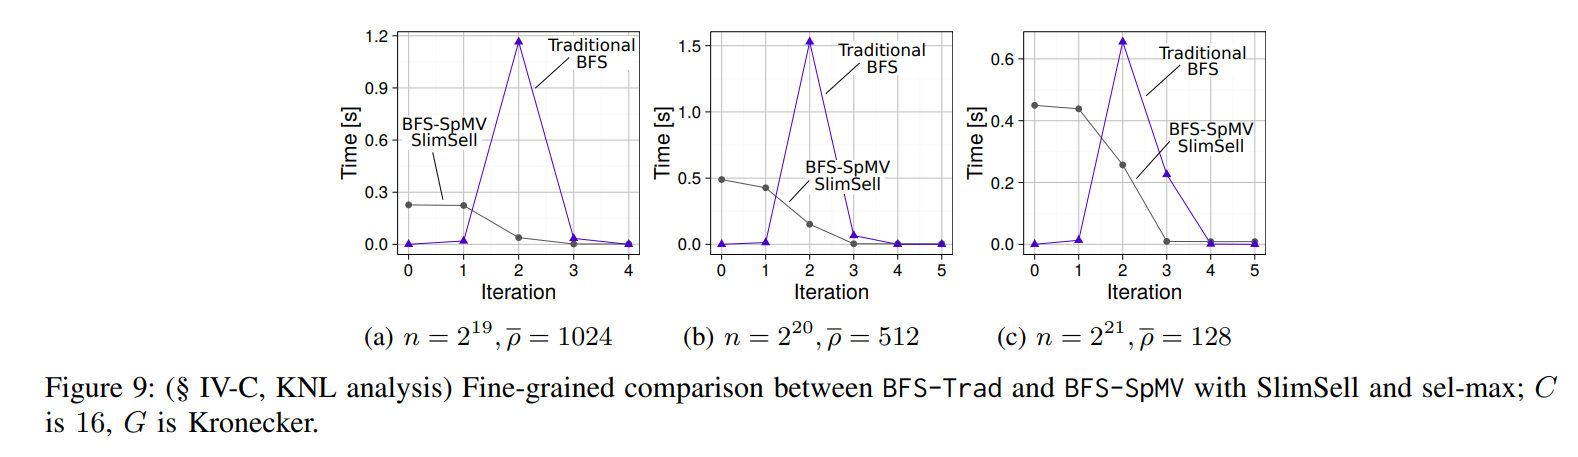 1.2
0.9
0.6
0.3
0.0
Time [s]
Traditional
BFS
BFS-SpMV
SlimSell
0 1 2 3 4
Iteration
(a) n = 2^19, ρ̅ = 1024
1.5
1.0
0.5
0.0
Time [s]
Traditional
BFS
BFS-SpMV
SlimSell
0 1 2 3 4 5
Iteration
(b) n = 2^20, ρ̅ = 512
0.6
0.4
0.2
0.0
Time [s]
Traditional
BFS
BFS-SpMV
SlimSell
0 1 2 3 4 5
Iteration
(c) n = 2^21, ρ̅ = 128
Figure 9: (§ IV-C, KNL analysis) Fine-grained comparison between BFS-Trad and BFS-SpMV with SlimSell and sel-max; C
is 16, G is Kronecker.